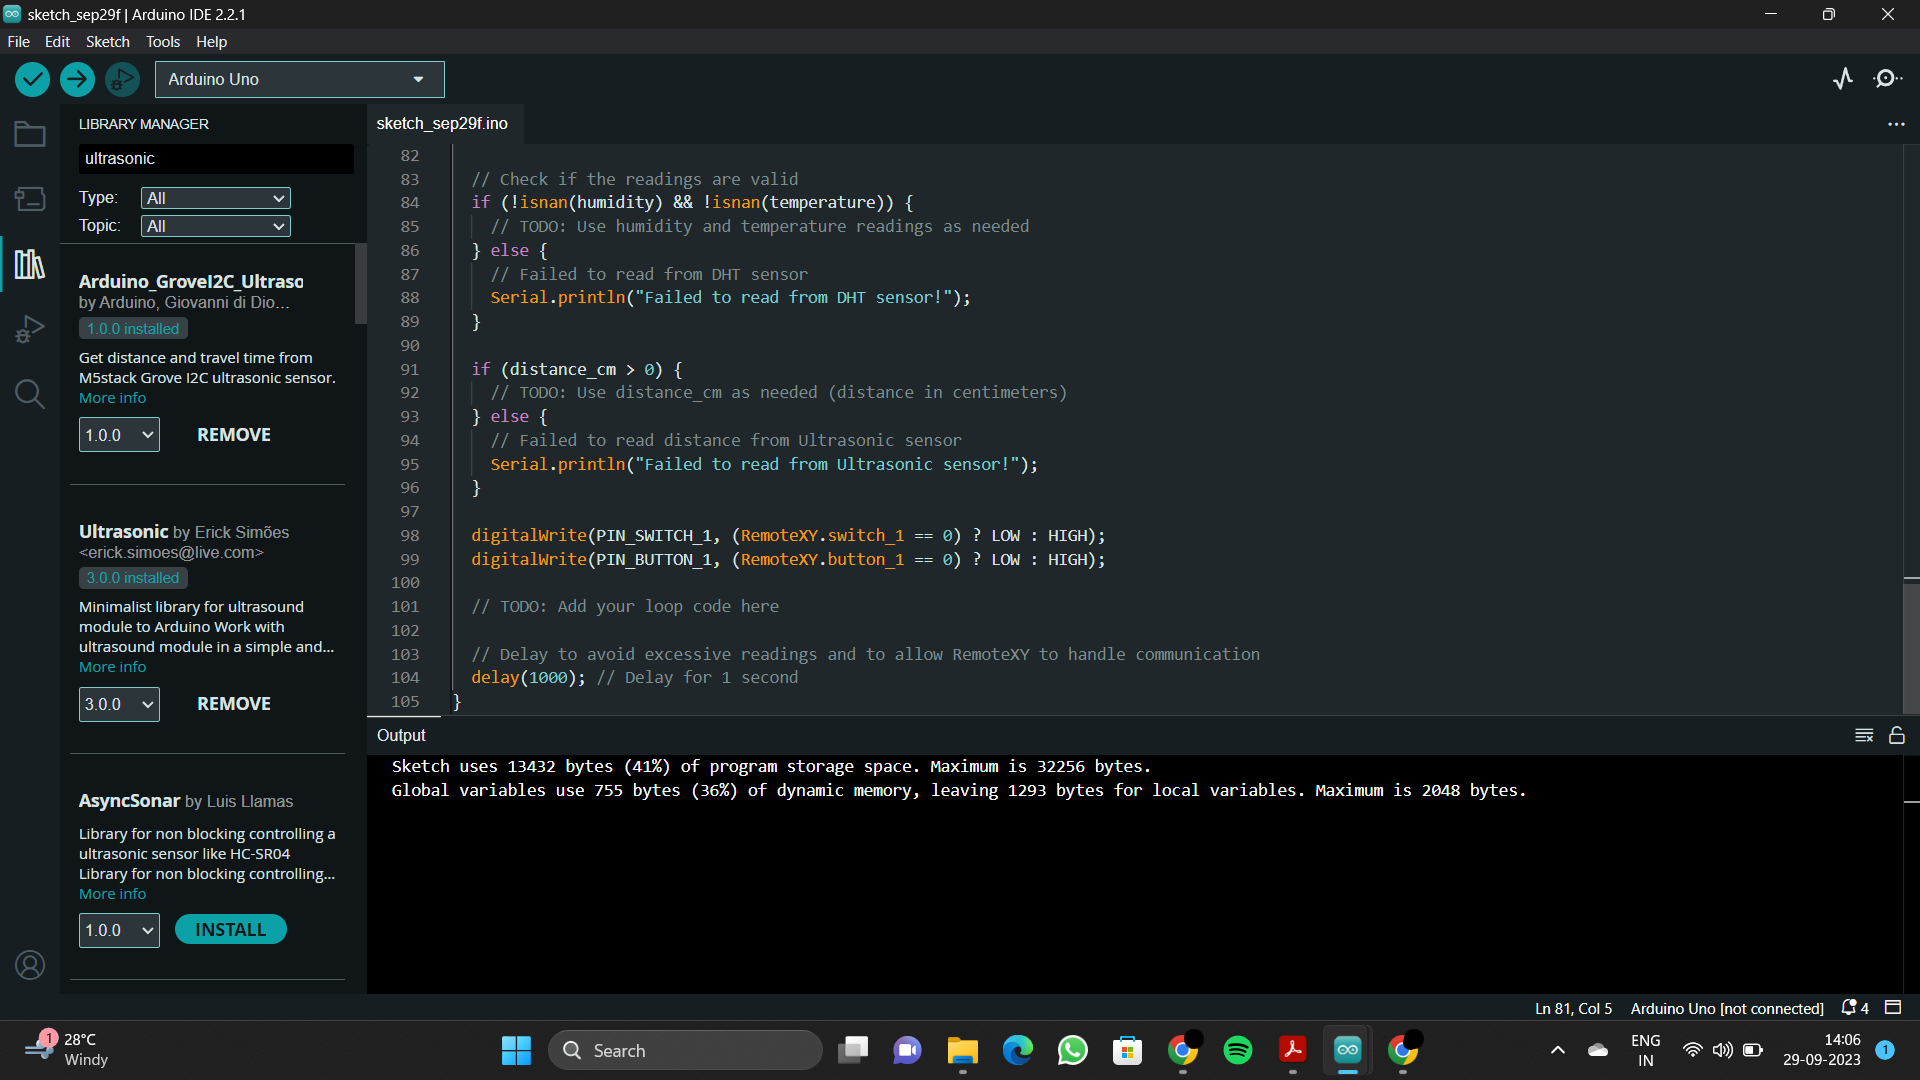 sketch_sep29f | Arduino IDE 2.2.1
File Edit Sketch Tools Help
Arduino Uno
LIBRARY MANAGER
ultrasonic
Type: All
Topic: All
Arduino_GroveI2C_Ultraso
by Arduino, Giovanni di Dio...
1.0.0 installed
Get distance and travel time from
M5stack Grove I2C ultrasonic sensor.
More info
1.0.0 REMOVE
Ultrasonic by Erick Simões
<erick.simoes@live.com>
3.0.0 installed
Minimalist library for ultrasound
module to Arduino Work with
ultrasound module in a simple and...
More info
3.0.0 REMOVE
AsyncSonar by Luis Llamas
Library for non blocking controlling a
ultrasonic sensor like HC-SR04
Library for non blocking controlling...
More info
1.0.0 INSTALL
sketch_sep29f.ino
82
83 // Check if the readings are valid
84 if (!isnan(humidity) && !isnan(temperature)) {
85 // TODO: Use humidity and temperature readings as needed
86 } else {
87 // Failed to read from DHT sensor
88 Serial.println("Failed to read from DHT sensor!");
89 }
90
91 if (distance_cm > 0) {
92 // TODO: Use distance_cm as needed (distance in centimeters)
93 } else {
94 // Failed to read distance from Ultrasonic sensor
95 Serial.println("Failed to read from Ultrasonic sensor!");
96 }
97
98 digitalWrite(PIN_SWITCH_1, (RemoteXY.switch_1 == 0) ? LOW : HIGH);
99 digitalWrite(PIN_BUTTON_1, (RemoteXY.button_1 == 0) ? LOW : HIGH);
100
101 // TODO: Add your loop code here
102
103 // Delay to avoid excessive readings and to allow RemoteXY to handle communication
104 delay(1000); // Delay for 1 second
105 }
Output
Sketch uses 13432 bytes (41%) of program storage space. Maximum is 32256 bytes.
Global variables use 755 bytes (36%) of dynamic memory, leaving 1293 bytes for local variables. Maximum is 2048 bytes.
Ln 81, Col 5 Arduino Uno [not connected] 4
1
28°C
Windy
Search
ENG
IN
14:06
29-09-2023
1